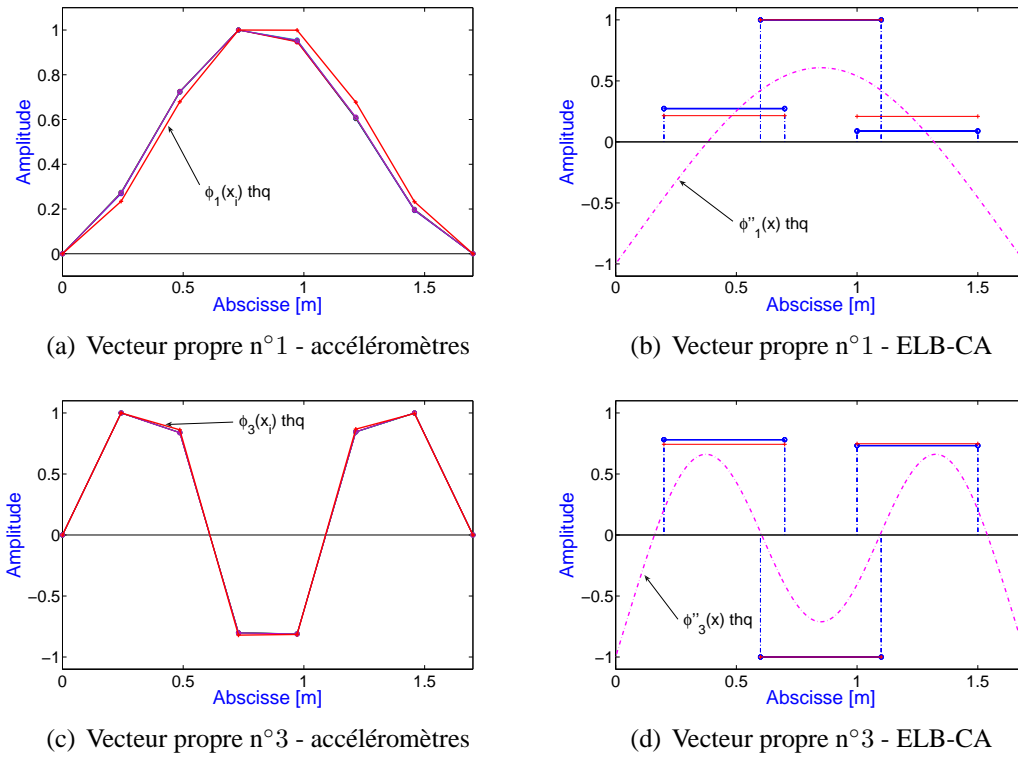 1
0.8
0.6
0.4
0.2
0
Amplitude
ϕ1(xi) thq
0 0.5 1 1.5
Abscisse [m]
(a) Vecteur propre n°1 - accéléromètres
1
0.5
0
−0.5
−1
Amplitude
ϕ''1(x) thq
0 0.5 1 1.5
Abscisse [m]
(b) Vecteur propre n°1 - ELB-CA
1
0.5
0
−0.5
−1
Amplitude
ϕ3(xi) thq
0 0.5 1 1.5
Abscisse [m]
(c) Vecteur propre n°3 - accéléromètres
1
0.5
0
−0.5
−1
Amplitude
ϕ''3(x) thq
0 0.5 1 1.5
Abscisse [m]
(d) Vecteur propre n°3 - ELB-CA